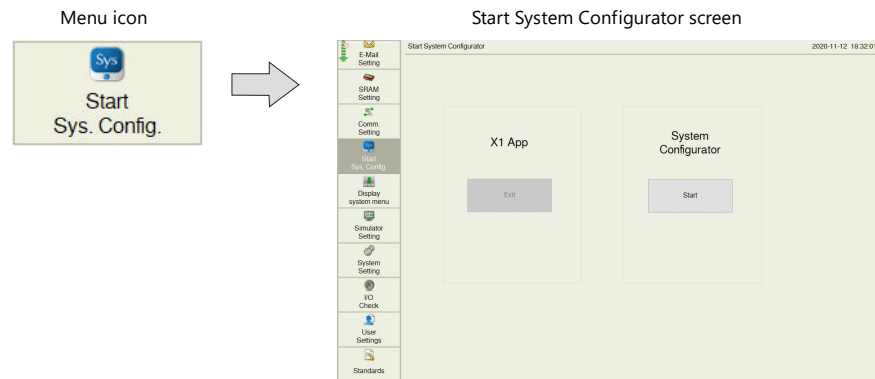 Menu icon
Start System Configurator screen
Sys
Start
Sys. Config.
Start System Configurator
2020-11-12 18:32:01
E-Mail
Setting
SRAM
Setting
Comm.
Setting
Sys
Start
Sys. Config
Display
system menu
Simulator
Setting
System
Setting
I/O
Check
User
Settings
Standards
X1 App
Exit
System
Configurator
Start